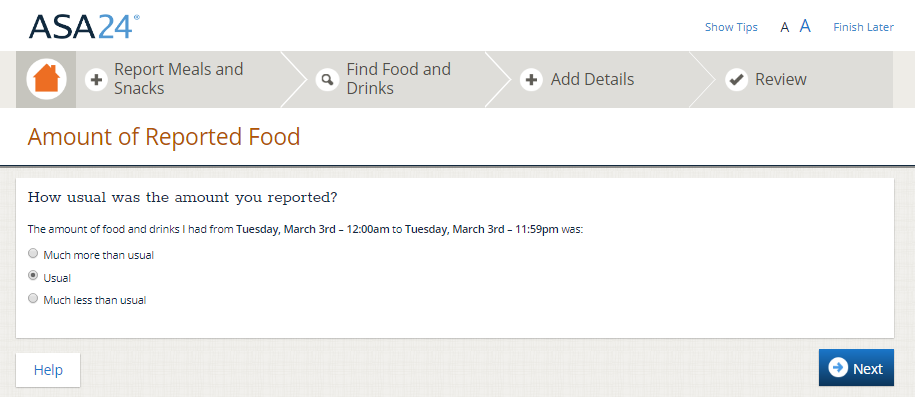 ASA24®
Show Tips A A Finish Later
Report Meals and
Snacks
Find Food and
Drinks
Add Details
Review
Amount of Reported Food
How usual was the amount you reported?
The amount of food and drinks I had from Tuesday, March 3rd – 12:00am to Tuesday, March 3rd – 11:59pm was:
Much more than usual
Usual
Much less than usual
Help
Next